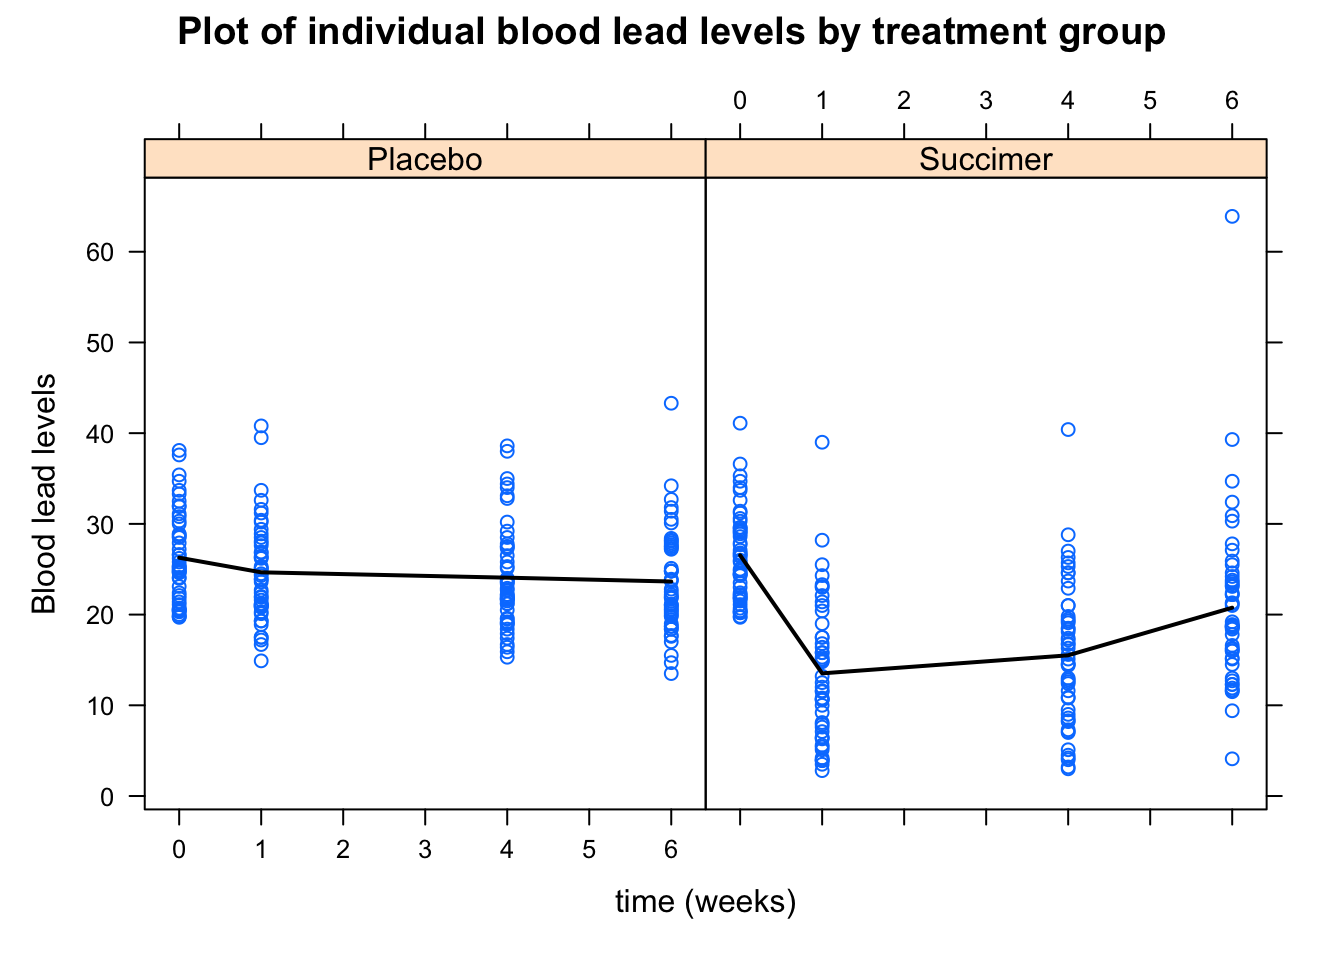 Plot of individual blood lead levels by treatment group
0 1 2 3 4 5 6
Placebo
Succimer
60
50
40
30
20
10
0
Blood lead levels
0 1 2 3 4 5 6
time (weeks)